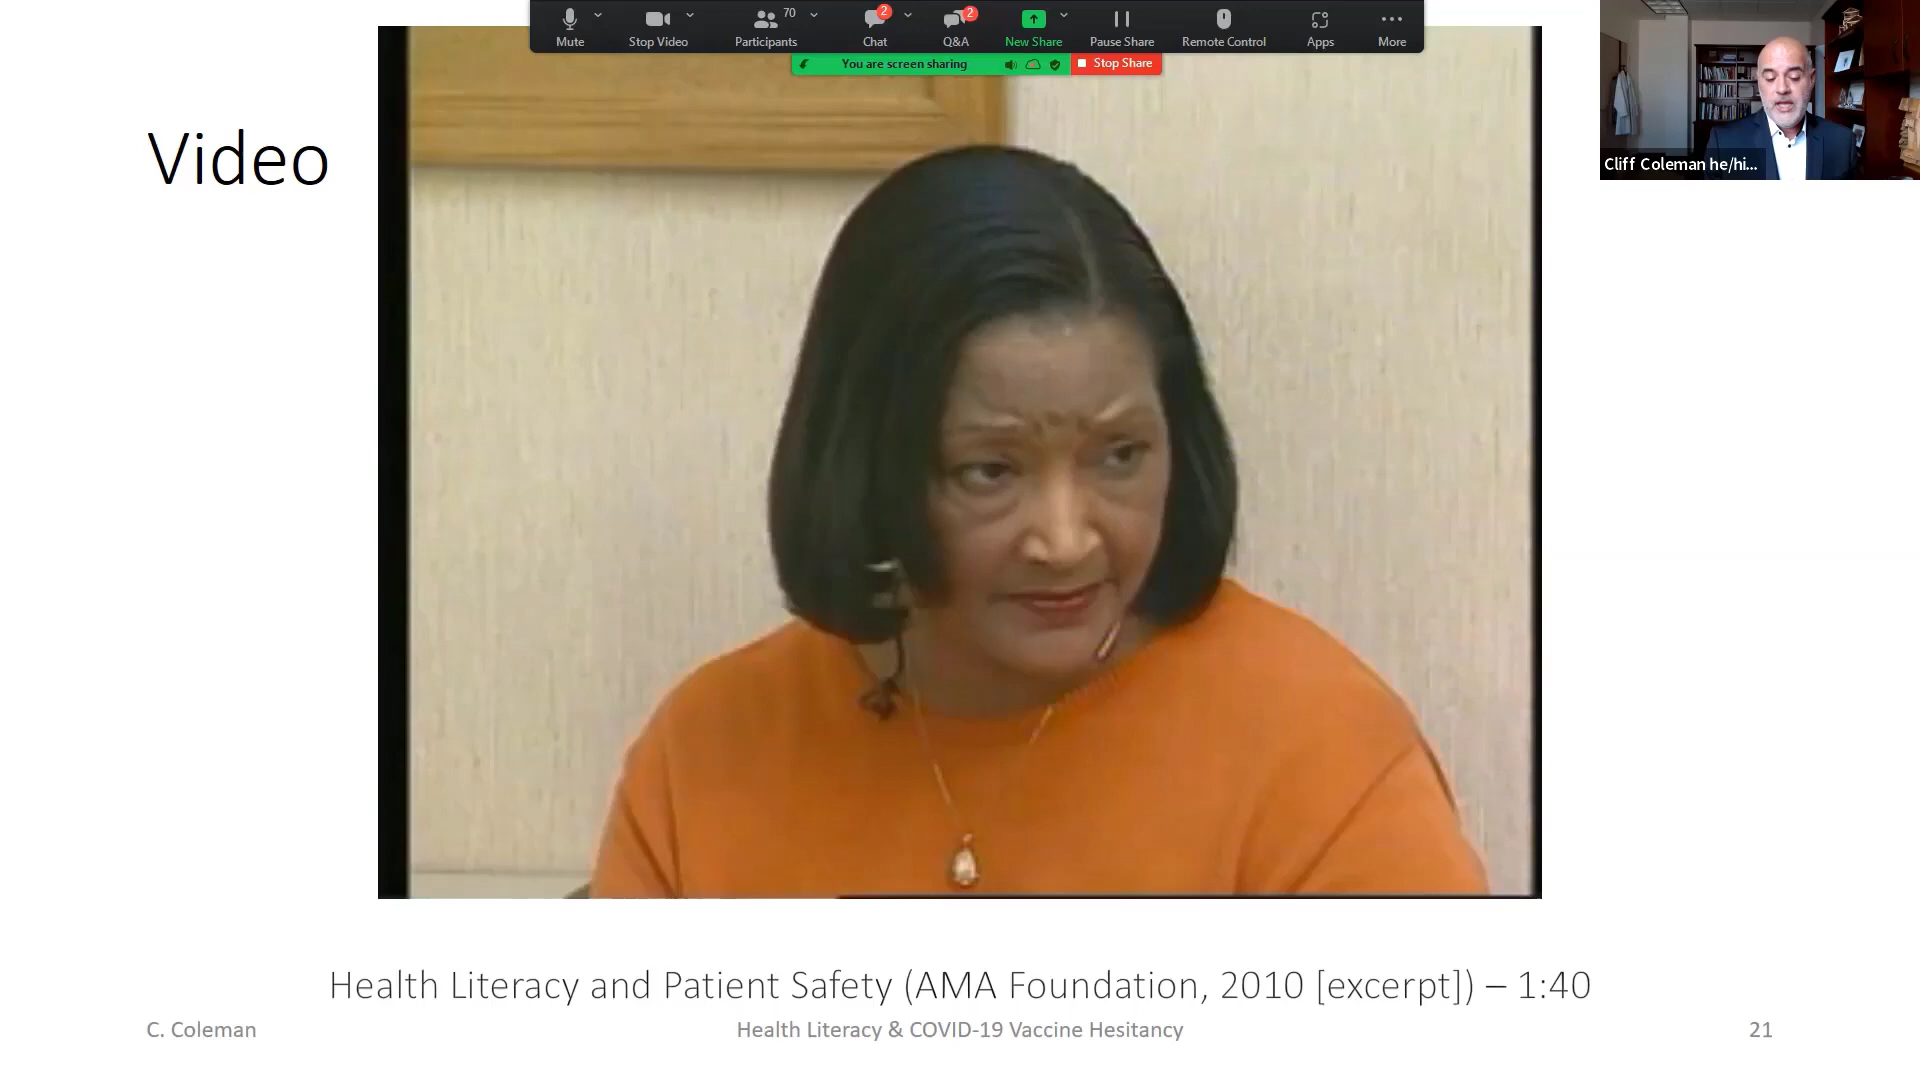 70
2
2
Mute
Stop Video
Participants
Chat
Q&A
New Share
Pause Share
Remote Control
Apps
More
You are screen sharing
Stop Share
Cliff Coleman he/hi...
Video
Health Literacy and Patient Safety (AMA Foundation, 2010 [excerpt]) – 1:40
C. Coleman
Health Literacy & COVID-19 Vaccine Hesitancy
21